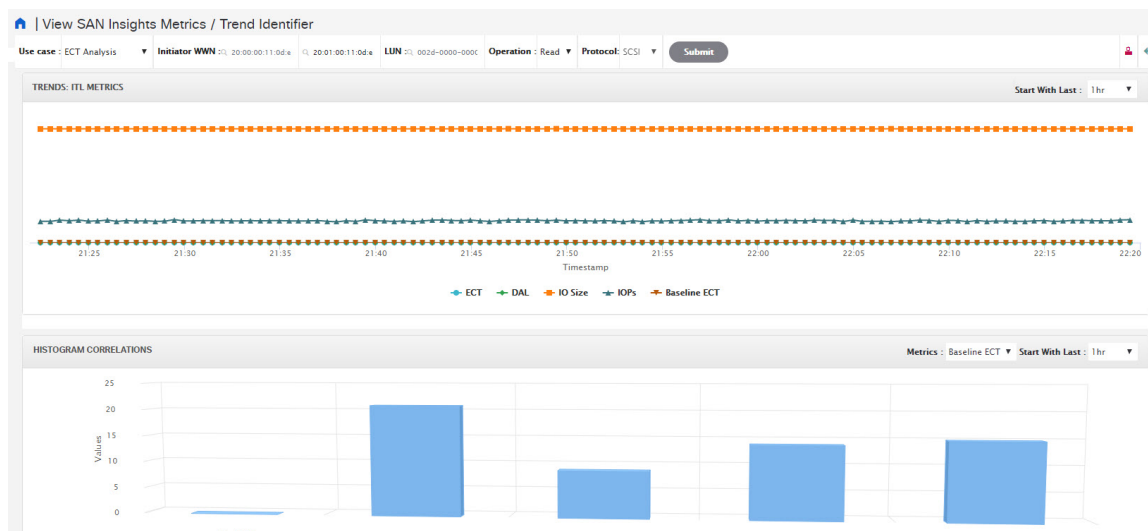 | View SAN Insights Metrics / Trend Identifier
Use case : ECT Analysis ▼ Initiator WWN : 20:00:00:11:0d:e 20:01:00:11:0d:e LUN : 002d-0000-000( Operation : Read ▼ Protocol: SCSI ▼ Submit
TRENDS: ITL METRICS
Start With Last : 1hr ▼
21:25 21:30 21:35 21:40 21:45 21:50 21:55 22:00 22:05 22:10 22:15 22:20
Timestamp
ECT DAL IO Size IOPs Baseline ECT
HISTOGRAM CORRELATIONS
Metrics : Baseline ECT ▼ Start With Last : 1hr ▼
25
20
15
10
5
0
Values